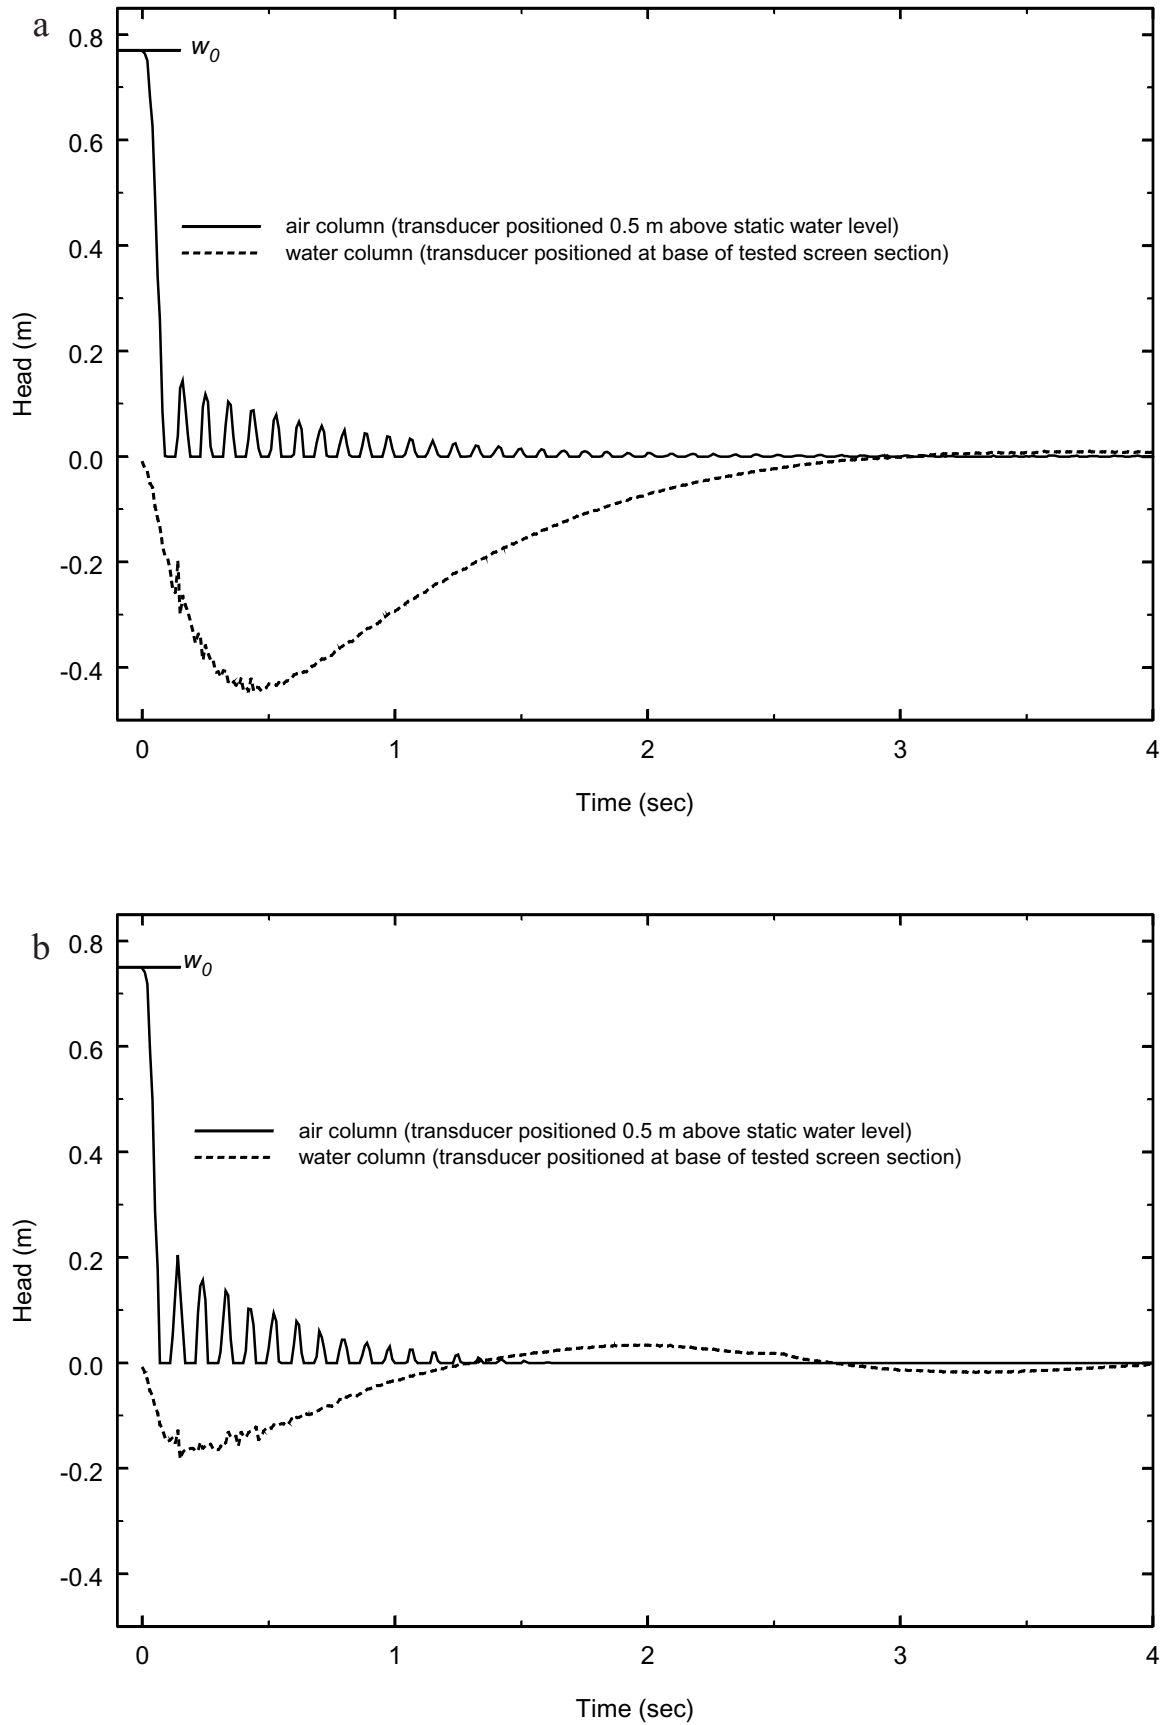 a
0.8
w0
0.6
0.4
air column (transducer positioned 0.5 m above static water level)
water column (transducer positioned at base of tested screen section)
0.2
Head (m)
0.0
-0.2
-0.4
0 1 2 3 4
Time (sec)
b
0.8
w0
0.6
0.4
air column (transducer positioned 0.5 m above static water level)
water column (transducer positioned at base of tested screen section)
0.2
Head (m)
0.0
-0.2
-0.4
0 1 2 3 4
Time (sec)